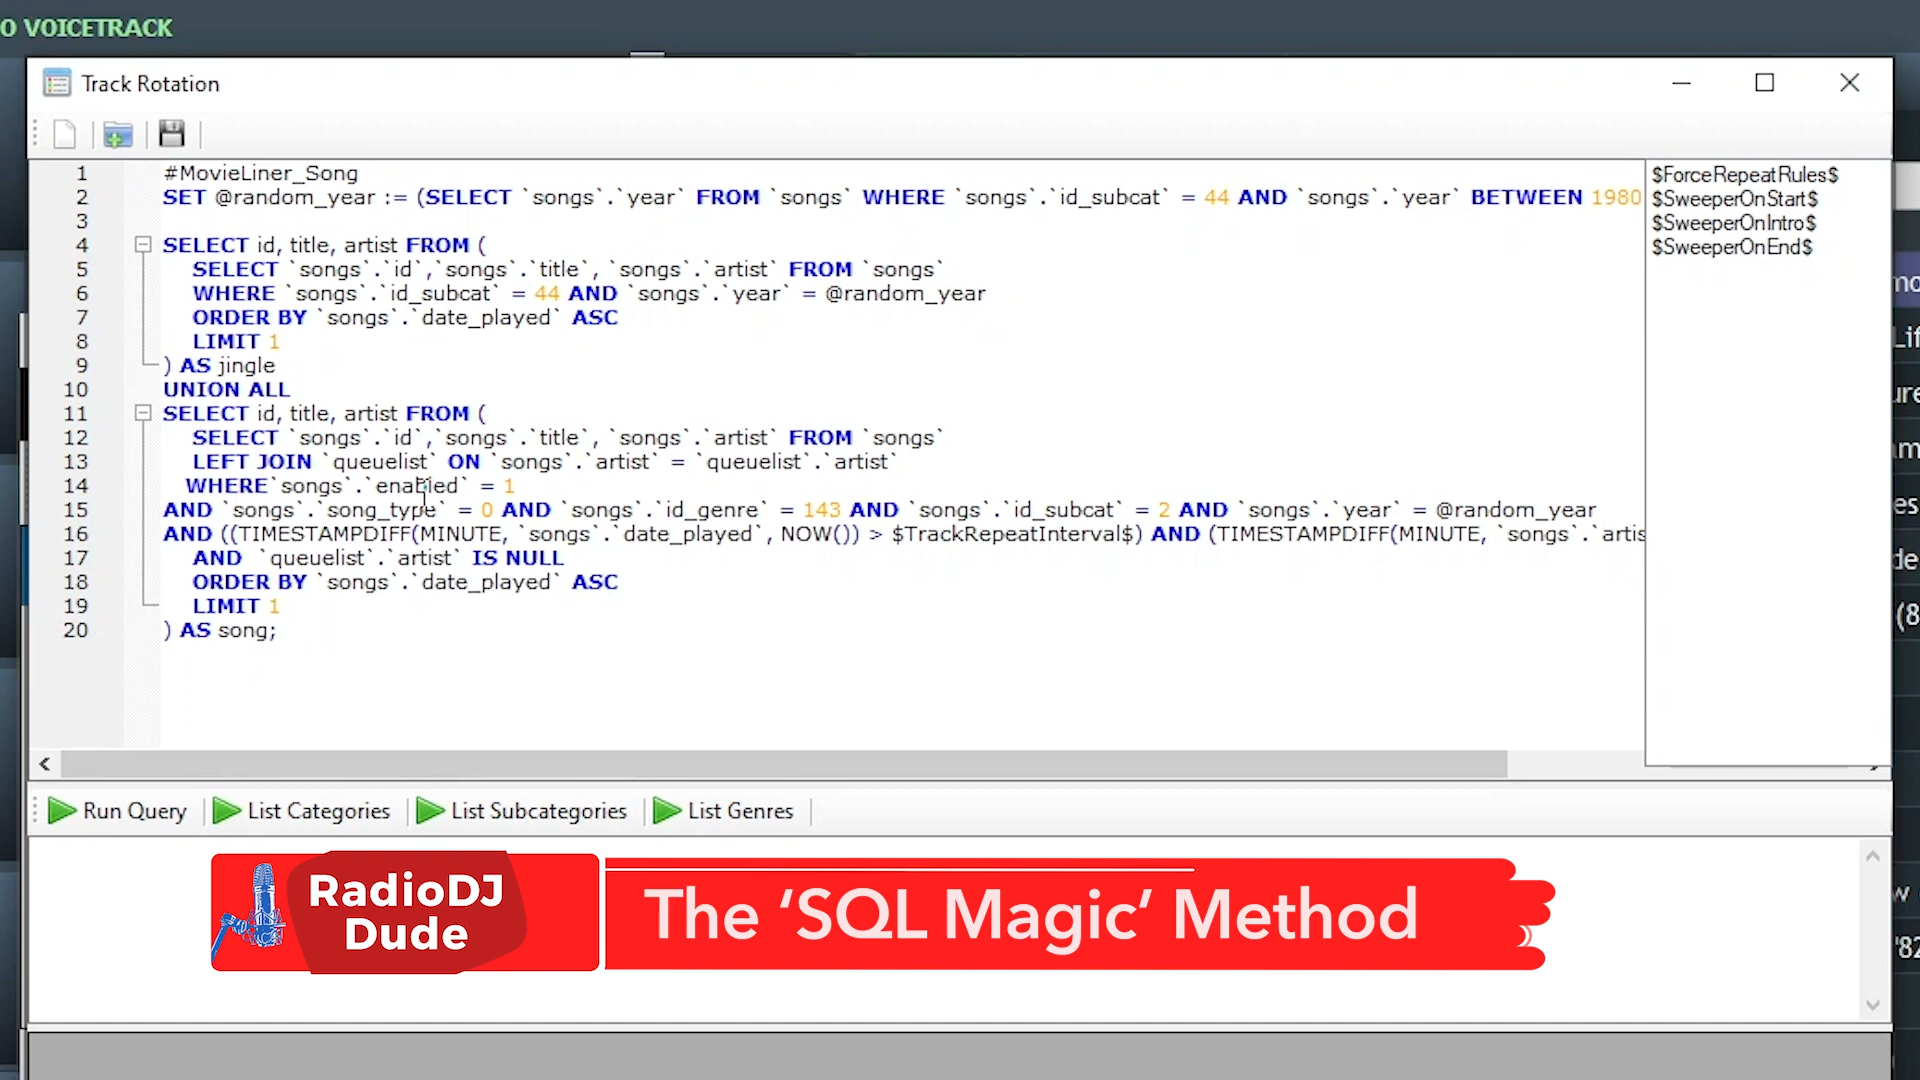 O VOICETRACK
Track Rotation
1 #MovieLiner_Song
2 SET @random_year := (SELECT `songs`.`year` FROM `songs` WHERE `songs`.`id_subcat` = 44 AND `songs`.`year` BETWEEN 1980
3
4 SELECT id, title, artist FROM (
5 SELECT `songs`.`id`,`songs`.`title`, `songs`.`artist` FROM `songs`
6 WHERE `songs`.`id_subcat` = 44 AND `songs`.`year` = @random_year
7 ORDER BY `songs`.`date_played` ASC
8 LIMIT 1
9 ) AS jingle
10 UNION ALL
11 SELECT id, title, artist FROM (
12 SELECT `songs`.`id`,`songs`.`title`, `songs`.`artist` FROM `songs`
13 LEFT JOIN `queuelist` ON `songs`.`artist` = `queuelist`.`artist`
14 WHERE`songs`.`enabled` = 1
15 AND `songs`.`song_type` = 0 AND `songs`.`id_genre` = 143 AND `songs`.`id_subcat` = 2 AND `songs`.`year` = @random_year
16 AND ((TIMESTAMPDIFF(MINUTE, `songs`.`date_played`, NOW()) > $TrackRepeatInterval$) AND (TIMESTAMPDIFF(MINUTE, `songs`.`artis
17 AND `queuelist`.`artist` IS NULL
18 ORDER BY `songs`.`date_played` ASC
19 LIMIT 1
20 ) AS song;
$ForceRepeatRules$
$SweeperOnStart$
$SweeperOnIntro$
$SweeperOnEnd$
Run Query
List Categories
List Subcategories
List Genres
RadioDJ
Dude
The ‘SQL Magic’ Method